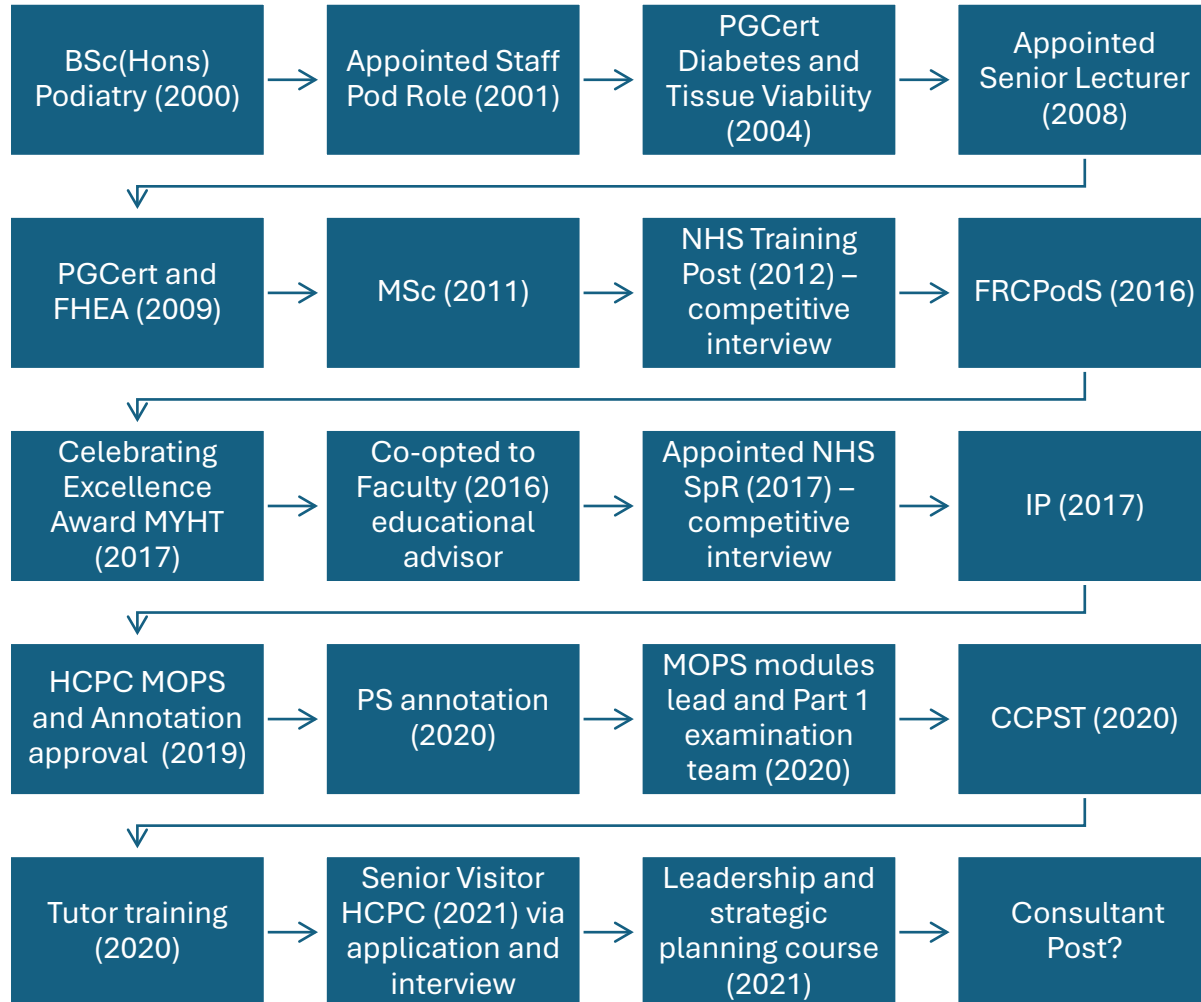 BSc(Hons)
Podiatry (2000)
Appointed Staff
Pod Role (2001)
PGCert
Diabetes and
Tissue Viability
(2004)
Appointed
Senior Lecturer
(2008)
PGCert and
FHEA (2009)
MSc (2011)
NHS Training
Post (2012) –
competitive
interview
FRCPodS (2016)
Celebrating
Excellence
Award MYHT
(2017)
Co-opted to
Faculty (2016)
educational
advisor
Appointed NHS
SpR (2017) –
competitive
interview
IP (2017)
HCPC MOPS
and Annotation
approval  (2019)
PS annotation
(2020)
MOPS modules
lead and Part 1
examination
team (2020)
CCPST (2020)
Tutor training
(2020)
Senior Visitor
HCPC (2021) via
application and
interview
Leadership and
strategic
planning course
(2021)
Consultant
Post?